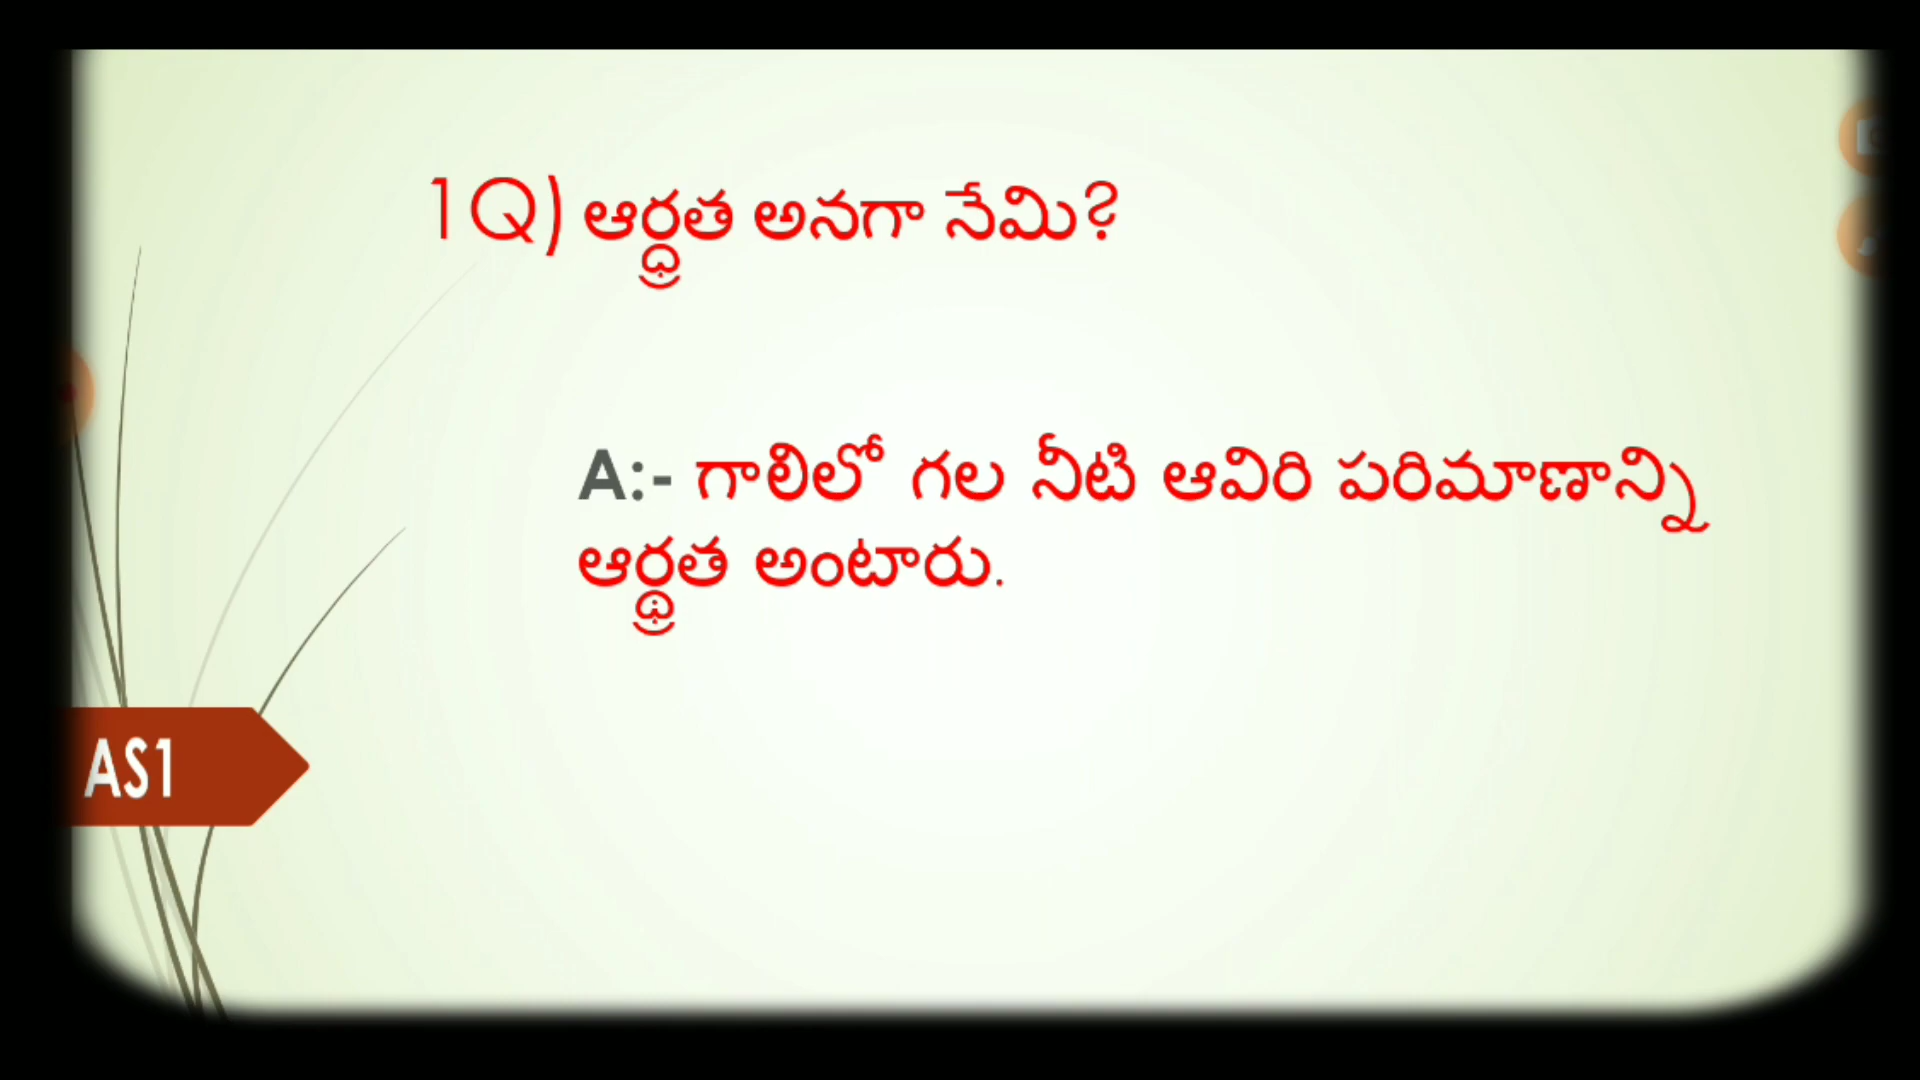 1Q) ఆర్ధ్రత అనగా నేమి?
A:- గాలిలో గల నీటి ఆవిరి పరిమాణాన్ని
ఆర్థ్రత అంటారు.
AS1